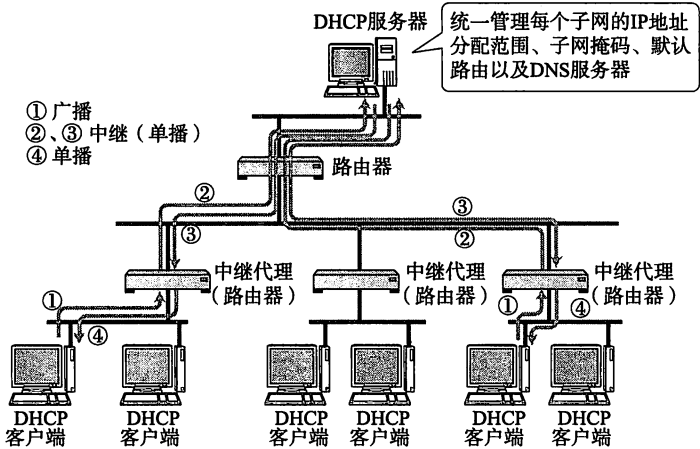 DHCP服务器
统一管理每个子网的IP地址
分配范围、子网掩码、默认
路由以及DNS服务器
① 广播
②、③ 中继（单播）
④ 单播
路由器
②
③
③
②
中继代理
（路由器）
中继代理
（路由器）
中继代理
（路由器）
①
④
①
④
DHCP
客户端
DHCP
客户端
DHCP
客户端
DHCP
客户端
DHCP
客户端
DHCP
客户端